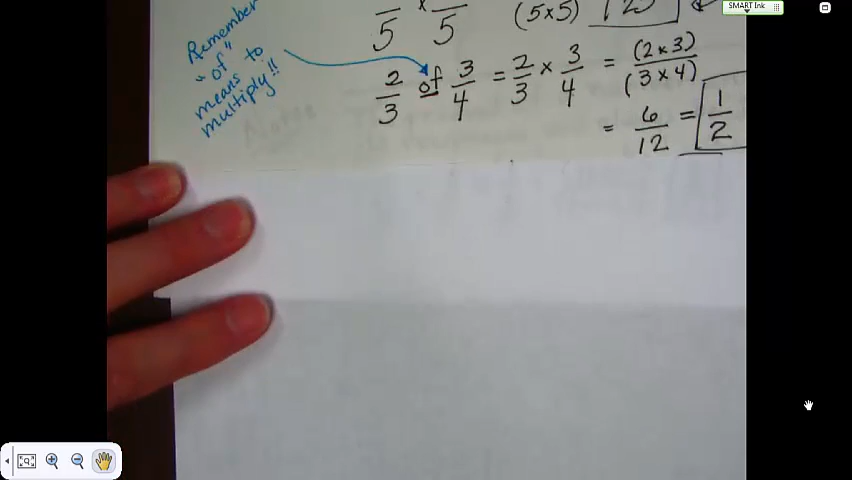 — × —
5 5 (5×5)
Remember
"of"
means to
multiply!!
2/3 of 3/4 = 2/3 × 3/4 = (2×3)/(3×4)
= 6/12 = 1/2
SMART Ink